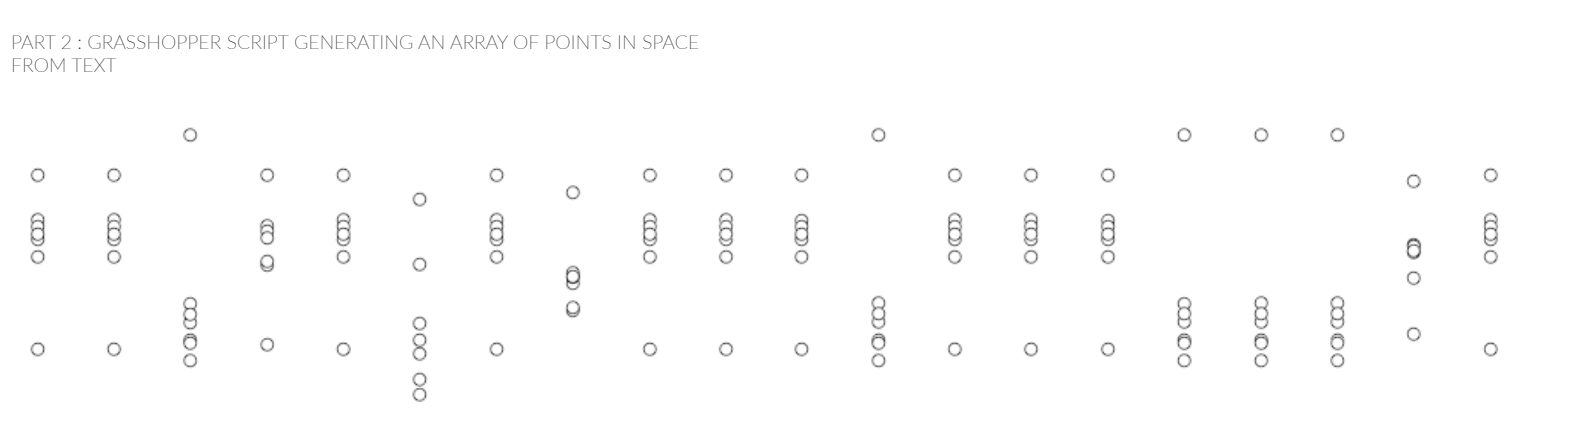 PART 2 : GRASSHOPPER SCRIPT GENERATING AN ARRAY OF POINTS IN SPACE
FROM TEXT